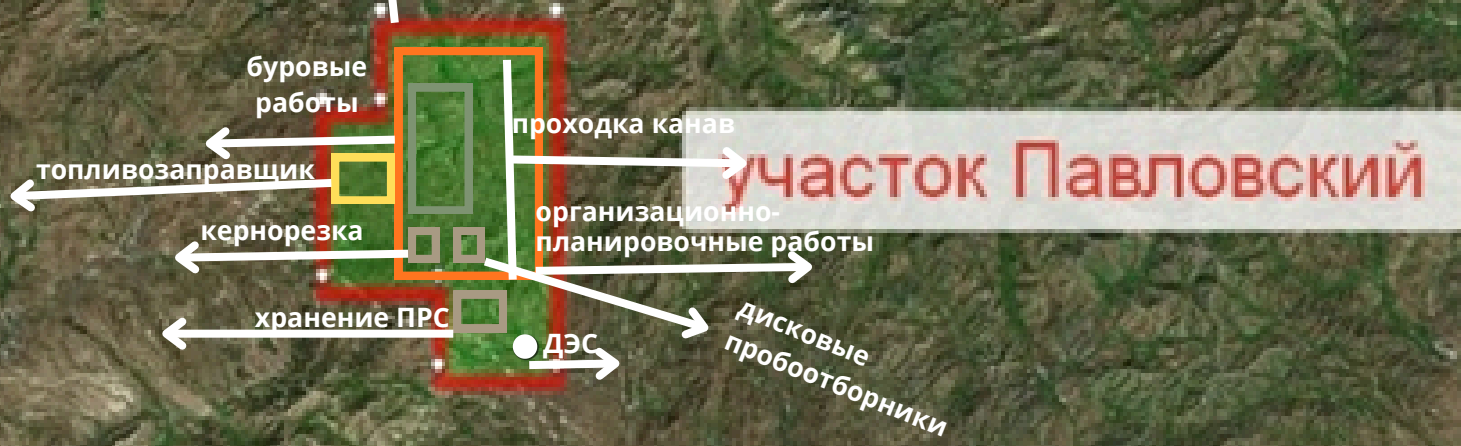 буровые
работы
проходка канав
топливозаправщик
участок Павловский
организационно-
планировочные работы
кернорезка
хранение ПРС
ДЭС
дисковые
пробоотборники